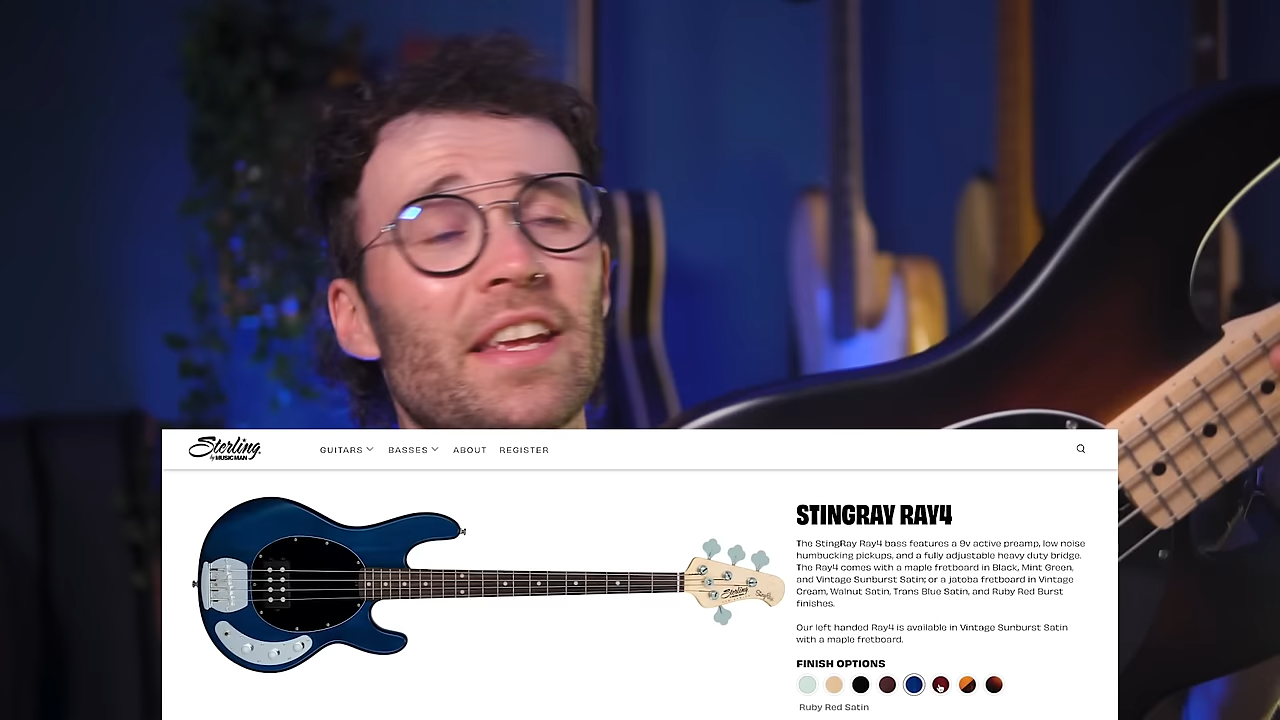 Sterling
by MUSIC MAN
GUITARS
BASSES
ABOUT
REGISTER
STINGRAY RAY4
The StingRay Ray4 bass features a 9v active preamp, low noise
humbucking pickups, and a fully adjustable heavy duty bridge.
The Ray4 comes with a maple fretboard in Black, Mint Green,
and Vintage Sunburst Satin; or a jatoba fretboard in Vintage
Cream, Walnut Satin, Trans Blue Satin, and Ruby Red Burst
finishes.
Our left handed Ray4 is available in Vintage Sunburst Satin
with a maple fretboard.
FINISH OPTIONS
Ruby Red Satin
Sterling
StingRay